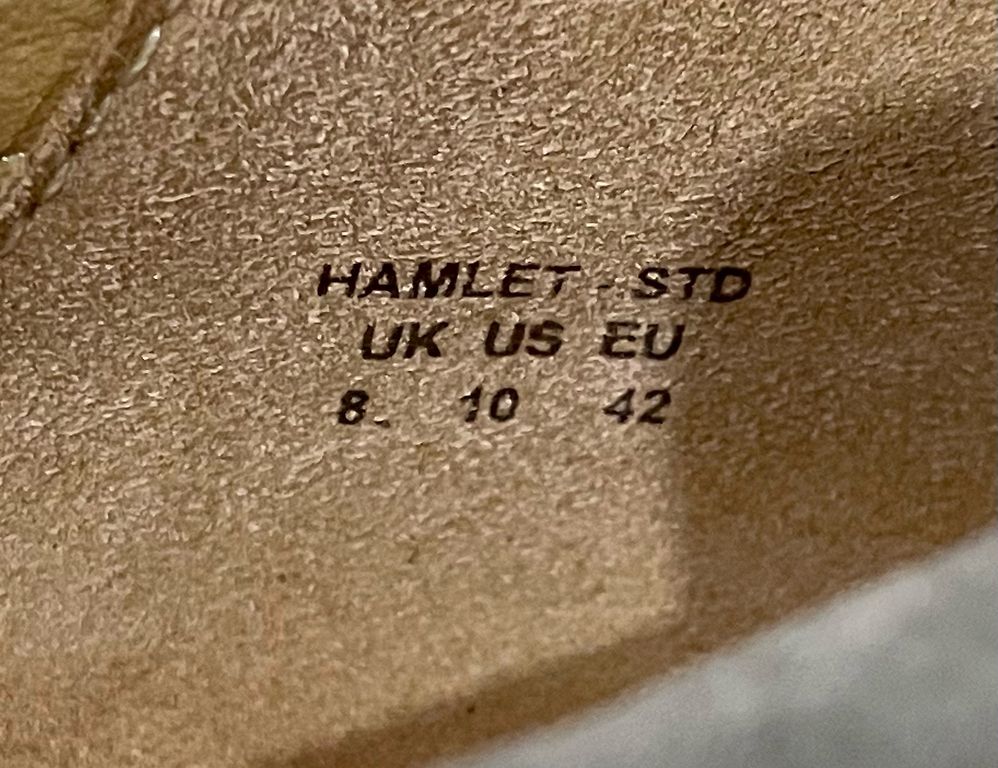 HAMLET - STD
UK US EU
8. 10 42